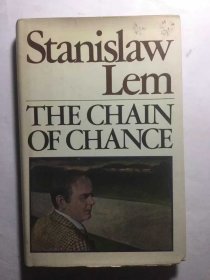 Stanislaw
Lem
THE CHAIN
OF CHANCE